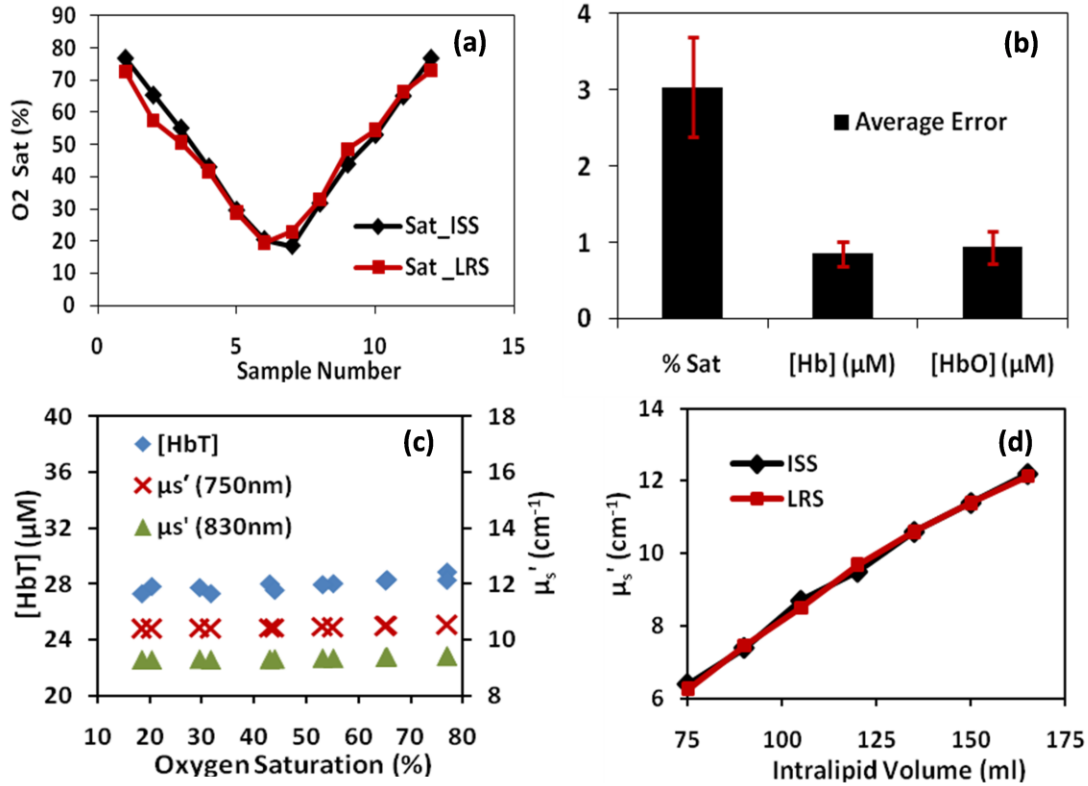 (a)
90
80
70
60
50
40
30
20
10
0
O2 Sat (%)
Sat_ISS
Sat _LRS
0 5 10 15
Sample Number
(b)
4
3
2
1
0
Average Error
% Sat [Hb] (µM) [HbO] (µM)
(c)
40
36
32
28
24
20
[HbT] (µM)
[HbT]
µs' (750nm)
µs' (830nm)
18
16
14
12
10
8
µs' (cm-1)
10 20 30 40 50 60 70 80
Oxygen Saturation (%)
(d)
14
12
10
8
6
µs' (cm-1)
ISS
LRS
75 100 125 150 175
Intralipid Volume (ml)